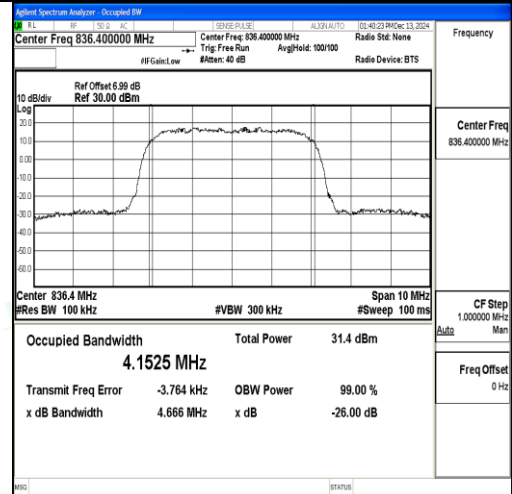 Agilent Spectrum Analyzer - Occupied BW
RL RF 50 Ω AC SENSE:PULSE ALIGN AUTO 01:40:23 PM Dec 13, 2024
Center Freq 836.400000 MHz
Center Freq: 836.400000 MHz
Radio Std: None
Trig: Free Run Avg|Hold: 100/100
#IFGain:Low #Atten: 40 dB Radio Device: BTS
Ref Offset 6.99 dB
10 dB/div Ref 30.00 dBm
Log
20.0
10.0
0.00
-10.0
-20.0
-30.0
-40.0
-50.0
-60.0
Center 836.4 MHz Span 10 MHz
#Res BW 100 kHz #VBW 300 kHz #Sweep 100 ms
Occupied Bandwidth Total Power 31.4 dBm
4.1525 MHz
Transmit Freq Error -3.764 kHz OBW Power 99.00 %
x dB Bandwidth 4.666 MHz x dB -26.00 dB
MSG STATUS
Frequency
Center Freq
836.400000 MHz
CF Step
1.000000 MHz
Auto Man
Freq Offset
0 Hz